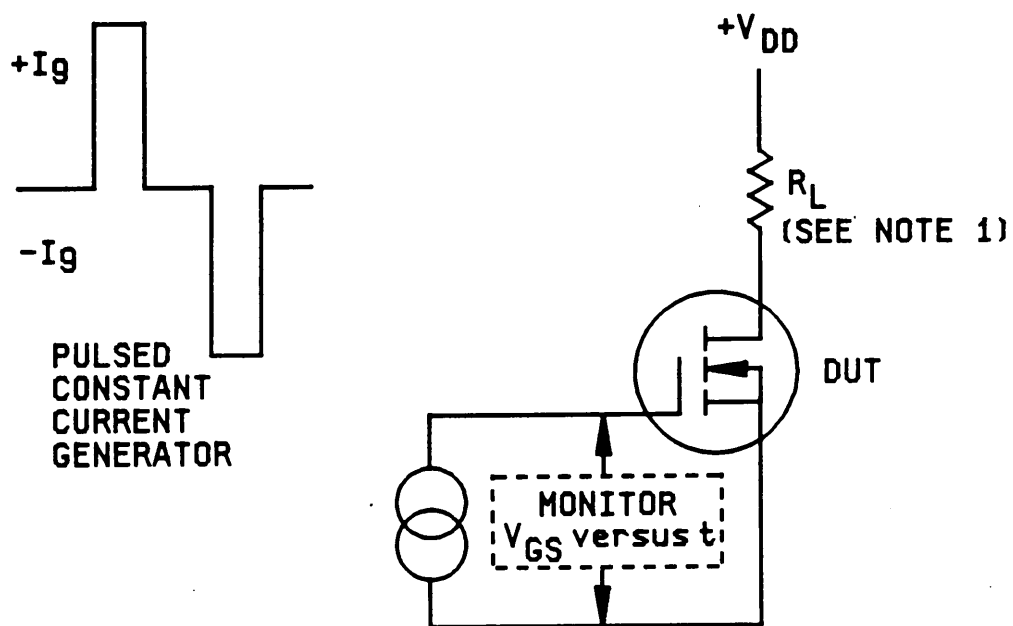 +Ig
-Ig
PULSED
CONSTANT
CURRENT
GENERATOR
+VDD
RL
(SEE NOTE 1)
DUT
MONITOR
VGS versus t